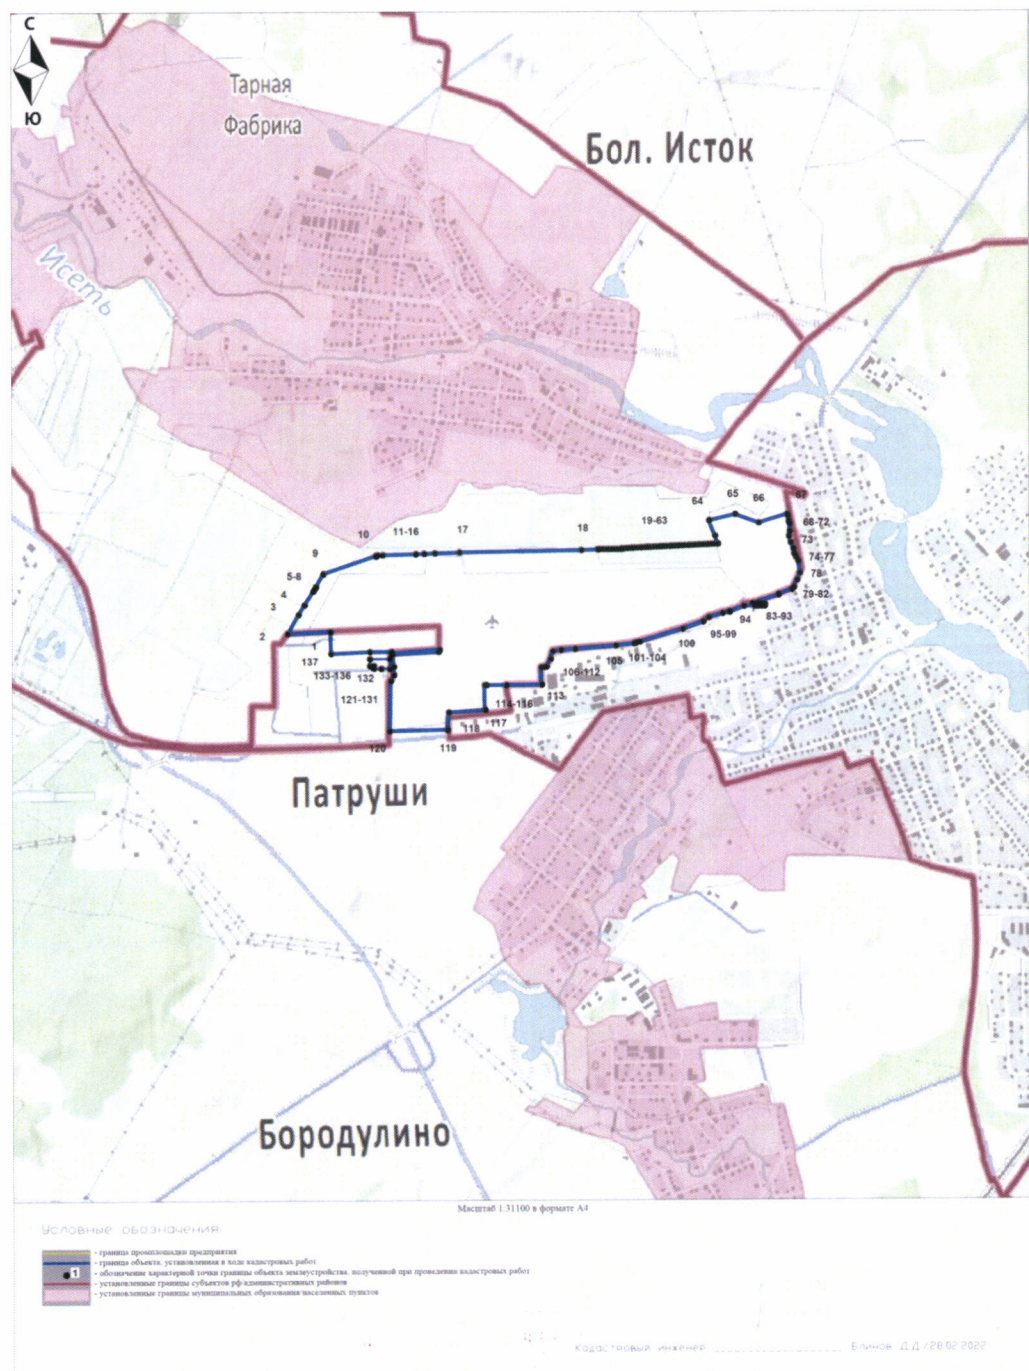 С
Ю
Тарная
Фабрика
Бол. Исток
Исеть
64
65
66
67
10
11-16
17
18
19-63
68-72
73
9
74-77
5-8
78
4
79-82
3
94
83-93
95-99
2
1
100
137
105
101-104
133-136
132
106-112
113
121-131
114-116
117
118
120
119
Патруши
Бородулино
Масштаб 1:31100 в формате А4
Условные обозначения:
- граница промплощадки предприятия
- граница объекта, установленная в ходе кадастровых работ
1 - обозначение характерной точки границы объекта землеустройства, полученной при проведении кадастровых работ
- установленные границы субъектов рф/административных районов
- установленные границы муниципальных образований/населенных пунктов
Кадастровый инженер Блинов Д.Д./28.02.2022